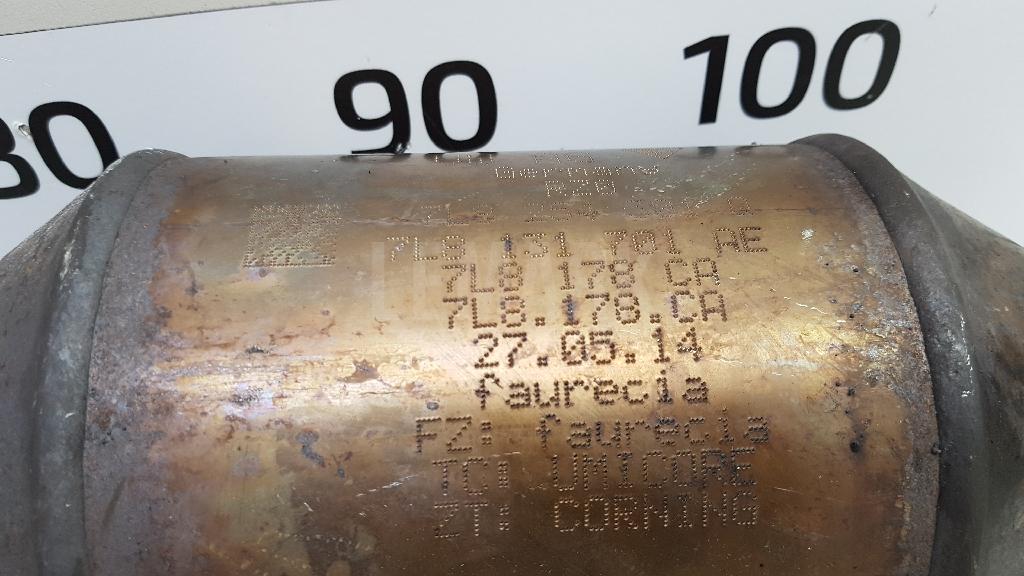 80 90 100
Germany
RZB
7L8 131 701 AE
7L8 178 CA
7L8.178.CA
27.05.14
faurecia
FZ: faurecia
TC: UMICORE
ZT: CORNING